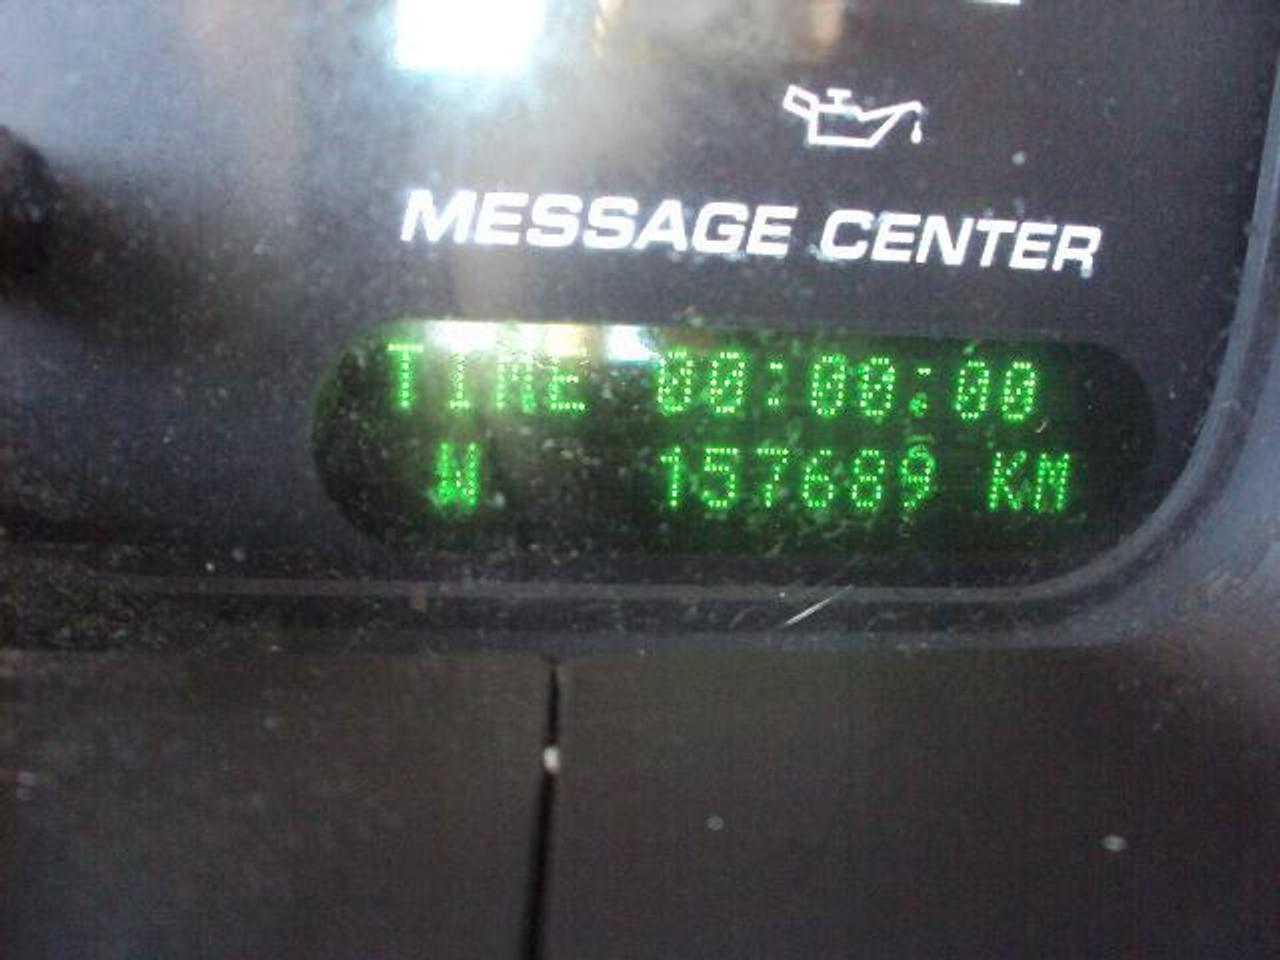 MESSAGE CENTER
TIME 00:00:00
W 157689 KM